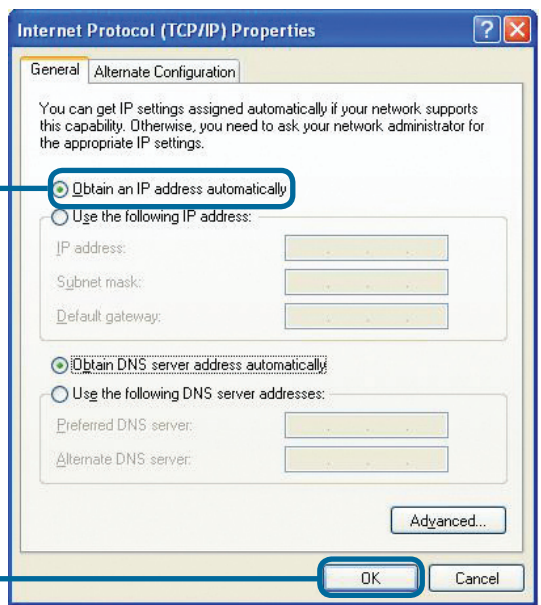 Internet Protocol (TCP/IP) Properties
General
Alternate Configuration
You can get IP settings assigned automatically if your network supports
this capability. Otherwise, you need to ask your network administrator for
the appropriate IP settings.
Obtain an IP address automatically
Use the following IP address:
IP address:
Subnet mask:
Default gateway:
Obtain DNS server address automatically
Use the following DNS server addresses:
Preferred DNS server:
Alternate DNS server:
Advanced...
OK
Cancel